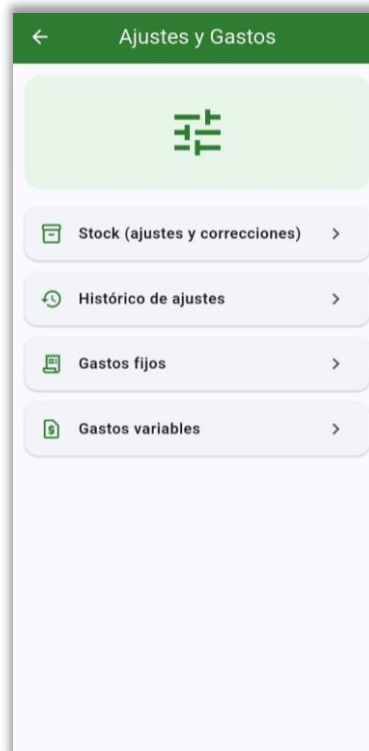 Ajustes y Gastos
Stock (ajustes y correcciones)
Histórico de ajustes
Gastos fijos
Gastos variables